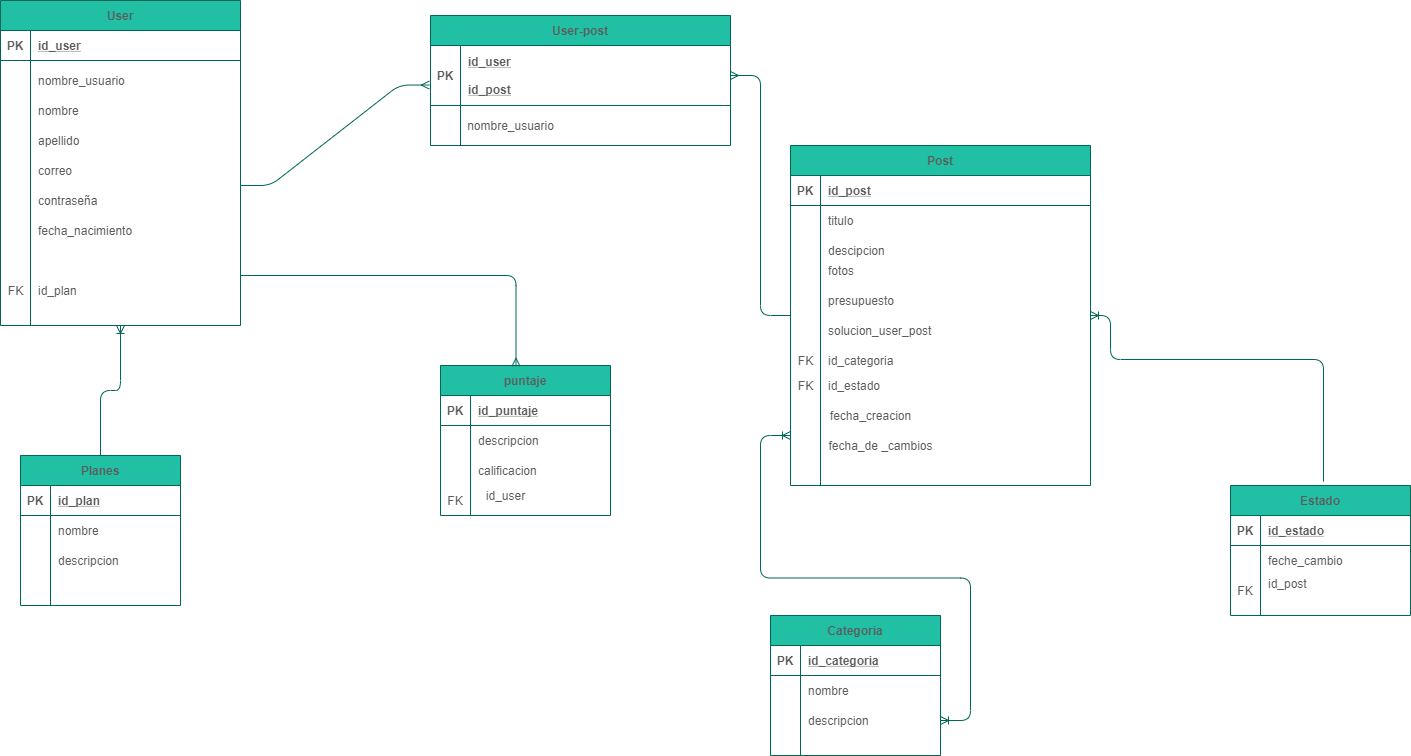 User
PK id_user
nombre_usuario
nombre
apellido
correo
contraseña
fecha_nacimiento
FK id_plan
User-post
PK
id_user
id_post
nombre_usuario
Post
PK id_post
titulo
descipcion
fotos
presupuesto
solucion_user_post
FK id_categoria
FK id_estado
fecha_creacion
fecha_de _cambios
puntaje
PK id_puntaje
descripcion
calificacion
FK id_user
Planes
PK id_plan
nombre
descripcion
Estado
PK id_estado
feche_cambio
FK id_post
Categoria
PK id_categoria
nombre
descripcion